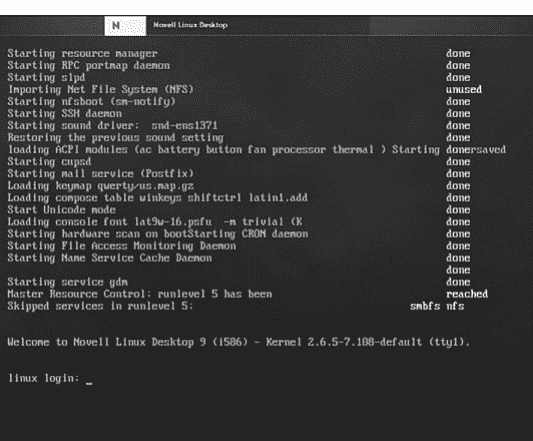 N Novell Linux Desktop
Starting resource manager done
Starting RPC portmap daemon done
Starting slpd done
Importing Net File System (NFS) unused
Starting nfsboot (sm-notify) done
Starting SSH daemon done
Starting sound driver: snd-ens1371 done
Restoring the previous sound setting done
loading ACPI modules (ac battery button fan processor thermal ) Starting donersaved
Starting cupsd done
Starting mail service (Postfix) done
Loading keymap qwerty/us.map.gz done
Loading compose table winkeys shiftctrl latin1.add done
Start Unicode mode done
Loading console font lat9w-16.psfu -m trivial (K done
Starting hardware scan on bootStarting CRON daemon done
Starting File Access Monitoring Daemon done
Starting Name Service Cache Daemon done
done
Starting service gdm done
Master Resource Control: runlevel 5 has been reached
Skipped services in runlevel 5: smbfs nfs
Welcome to Novell Linux Desktop 9 (i586) - Kernel 2.6.5-7.108-default (tty1).
linux login: _